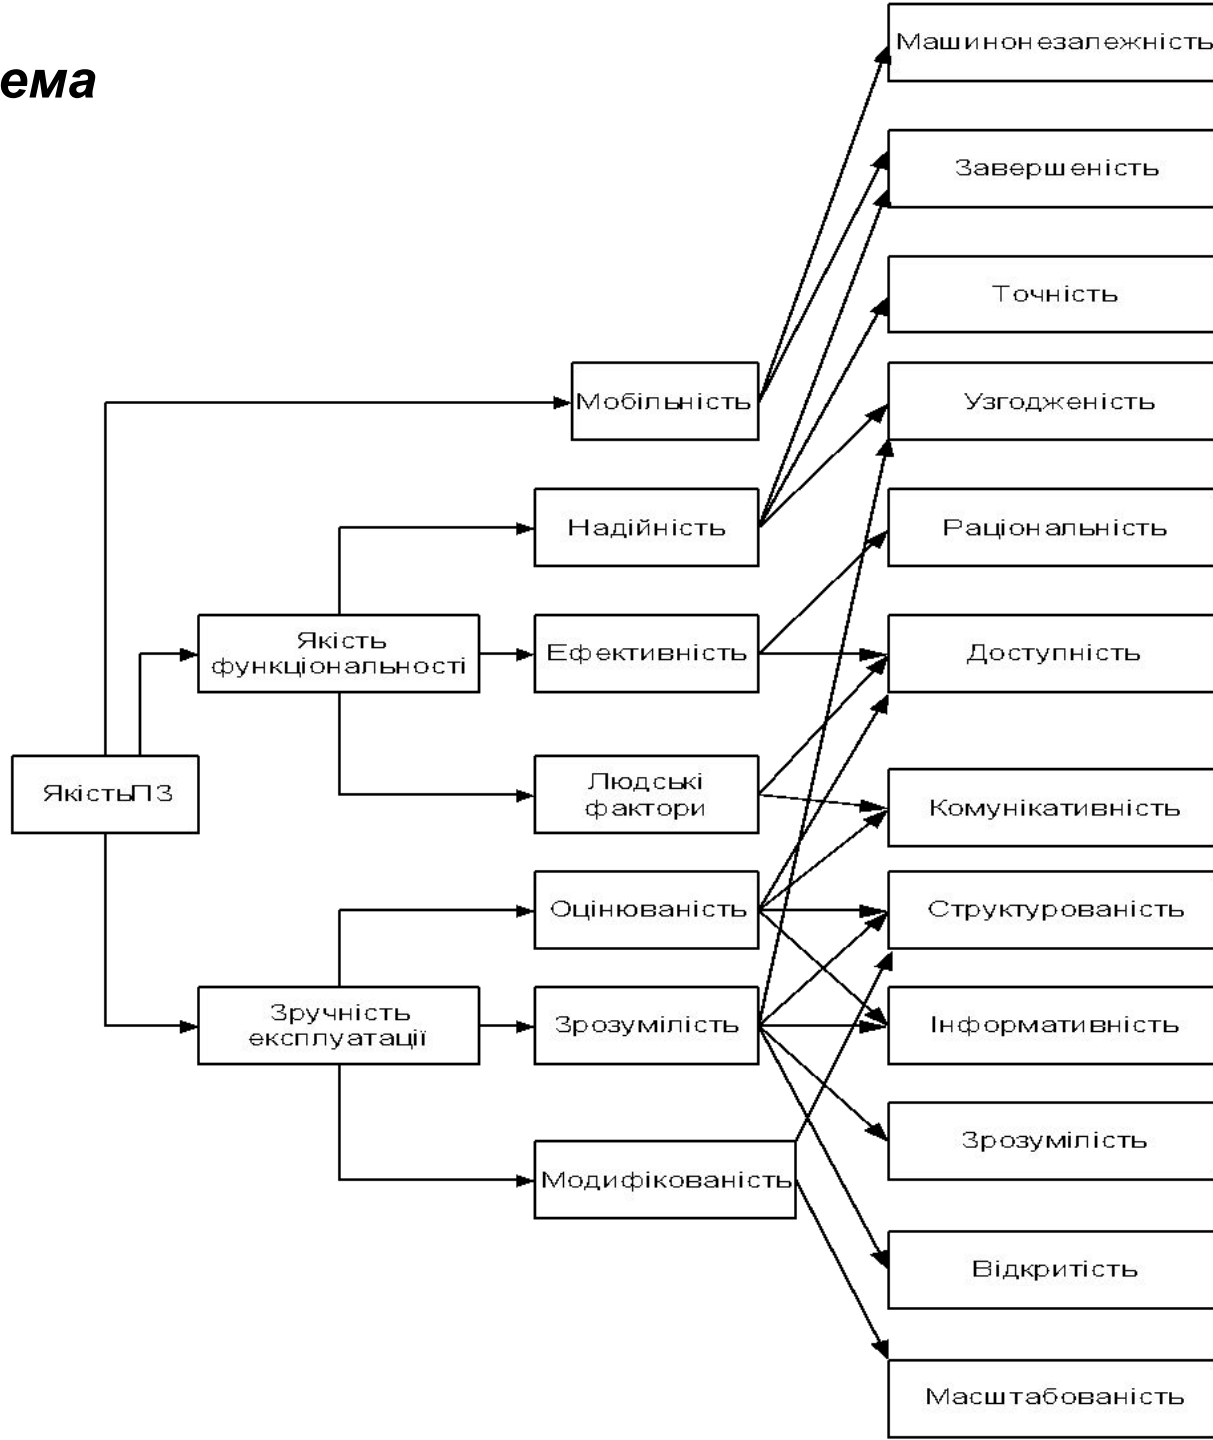 ема
Машинонезалежність
Завершеність
Точність
Мобільність
Узгодженість
Надійність
Раціональність
Якість
функціональності
Ефективність
Доступність
ЯкістьПЗ
Людські
фактори
Комунікативність
Оцінюваність
Структурованість
Зручність
експлуатації
Зрозумілість
Інформативність
Зрозумілість
Модифікованість
Відкритість
Масштабованість